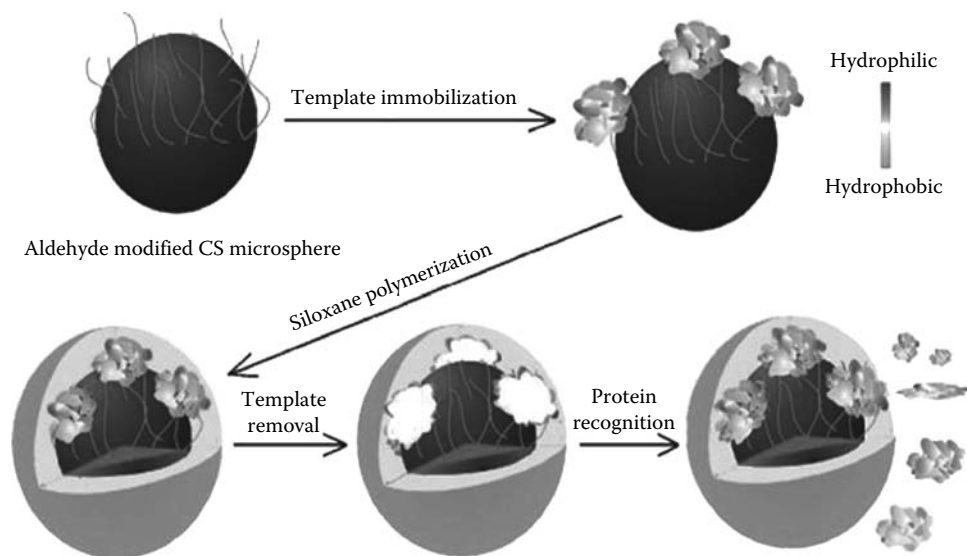 Template immobilization
Hydrophilic
Hydrophobic
Aldehyde modified CS microsphere
Siloxane polymerization
Template
removal
Protein
recognition